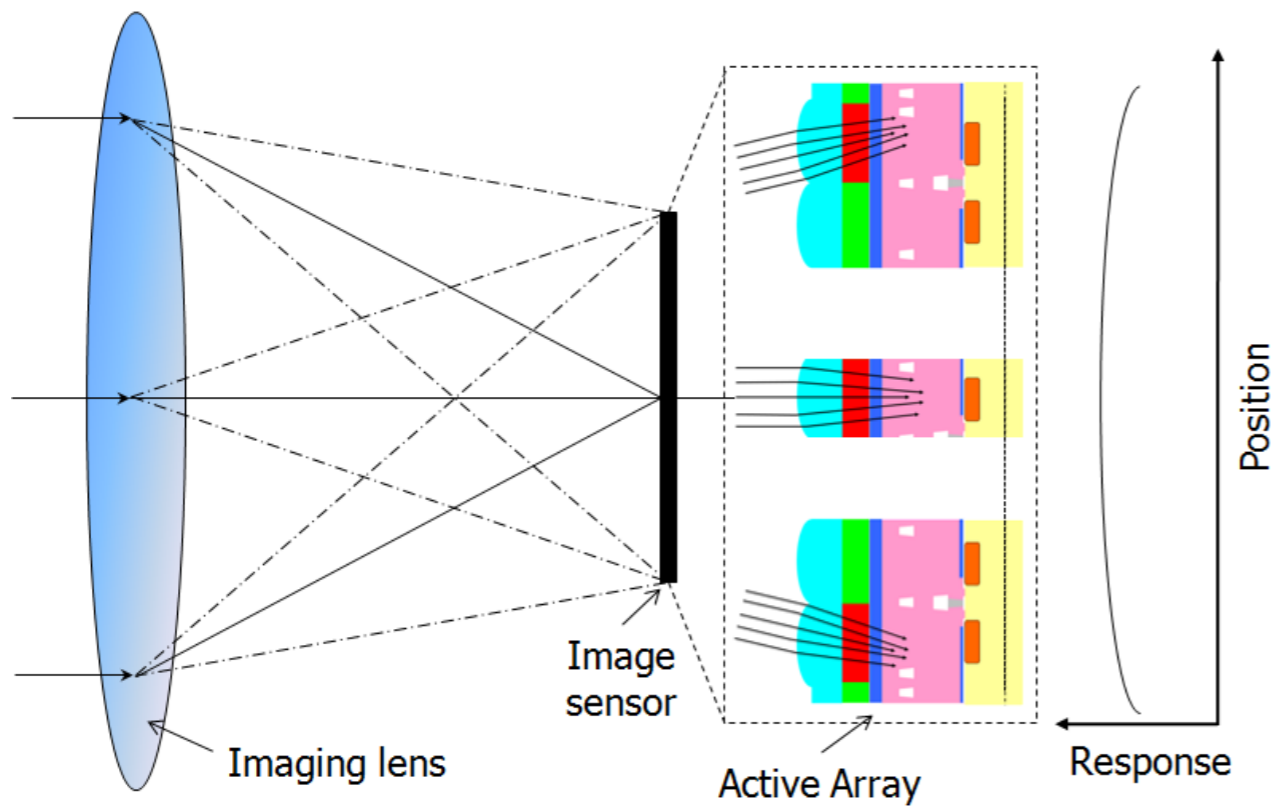 Image
sensor
Imaging lens
Active Array
Response
Position